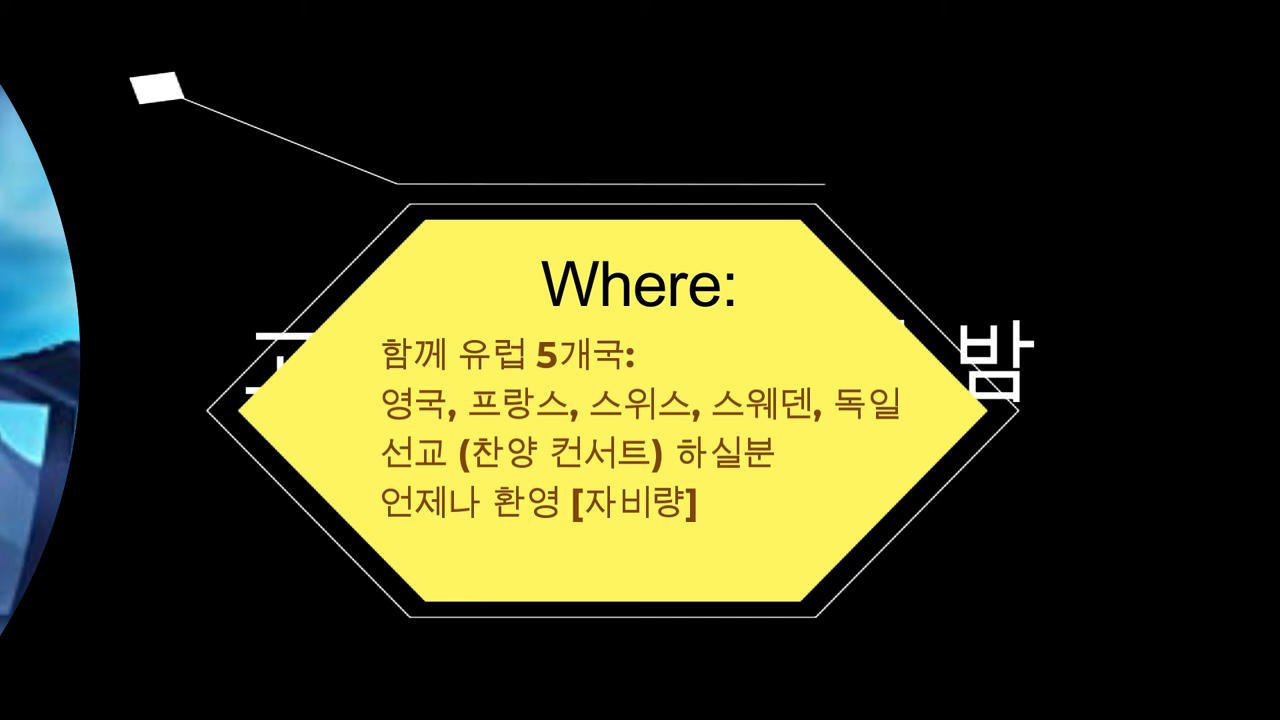 Where:
함께 유럽 5개국:
영국, 프랑스, 스위스, 스웨덴, 독일
선교 (찬양 컨서트) 하실분
언제나 환영 [자비량]
밤